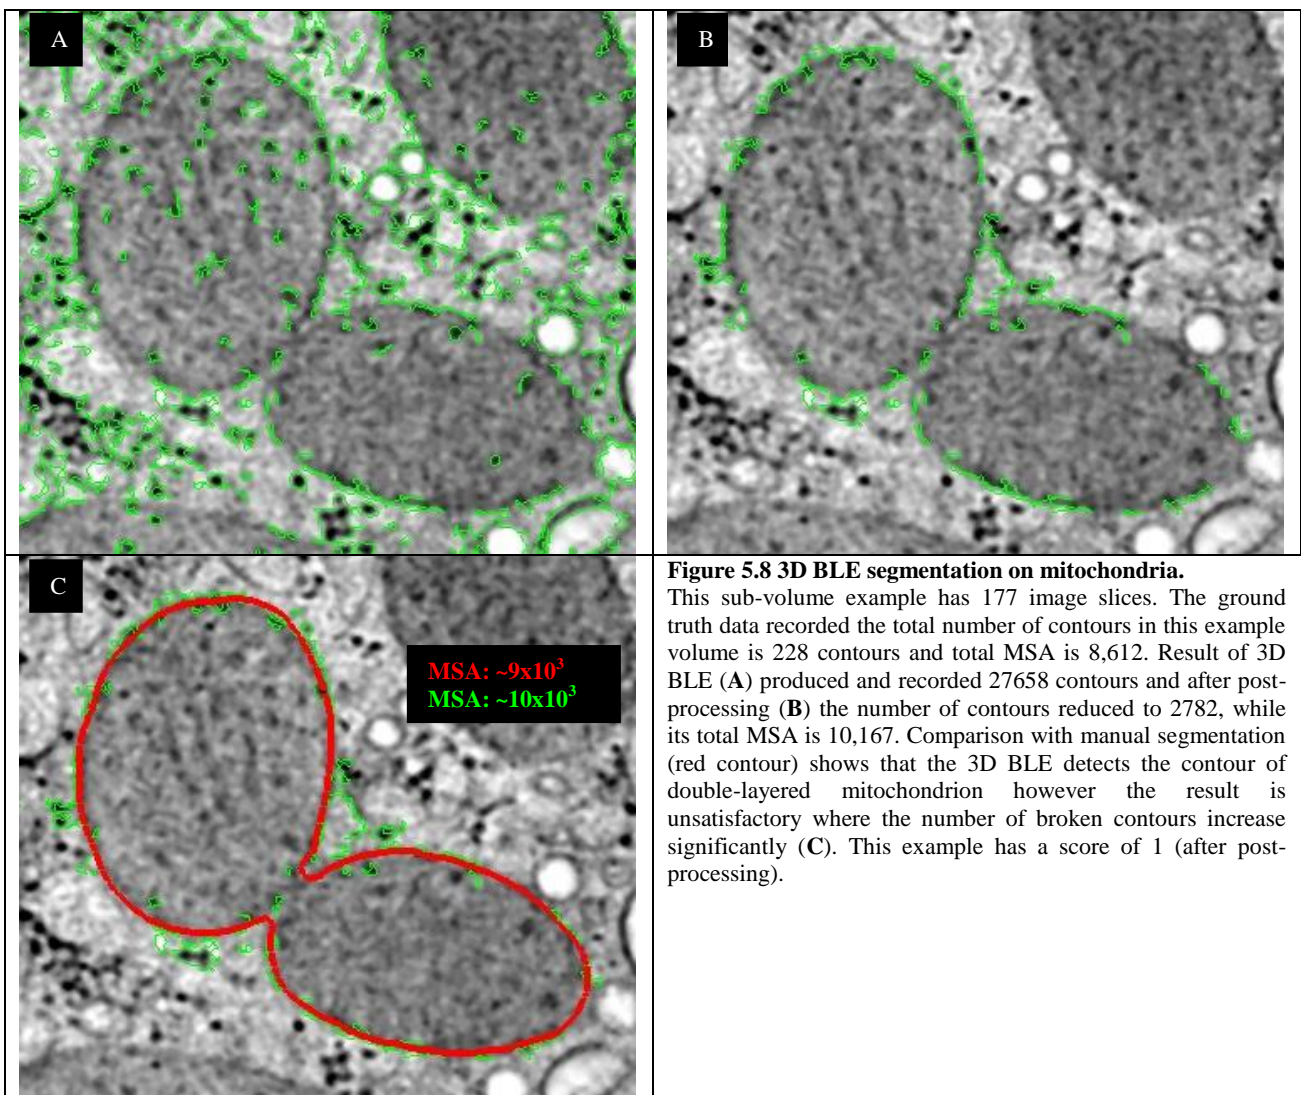 A
B
C
MSA: ~9x10³
MSA: ~10x10³
Figure 5.8 3D BLE segmentation on mitochondria.
This sub-volume example has 177 image slices. The ground
truth data recorded the total number of contours in this example
volume is 228 contours and total MSA is 8,612. Result of 3D
BLE (A) produced and recorded 27658 contours and after post-
processing (B) the number of contours reduced to 2782, while
its total MSA is 10,167. Comparison with manual segmentation
(red contour) shows that the 3D BLE detects the contour of
double-layered mitochondrion however the result is
unsatisfactory where the number of broken contours increase
significantly (C). This example has a score of 1 (after post-
processing).